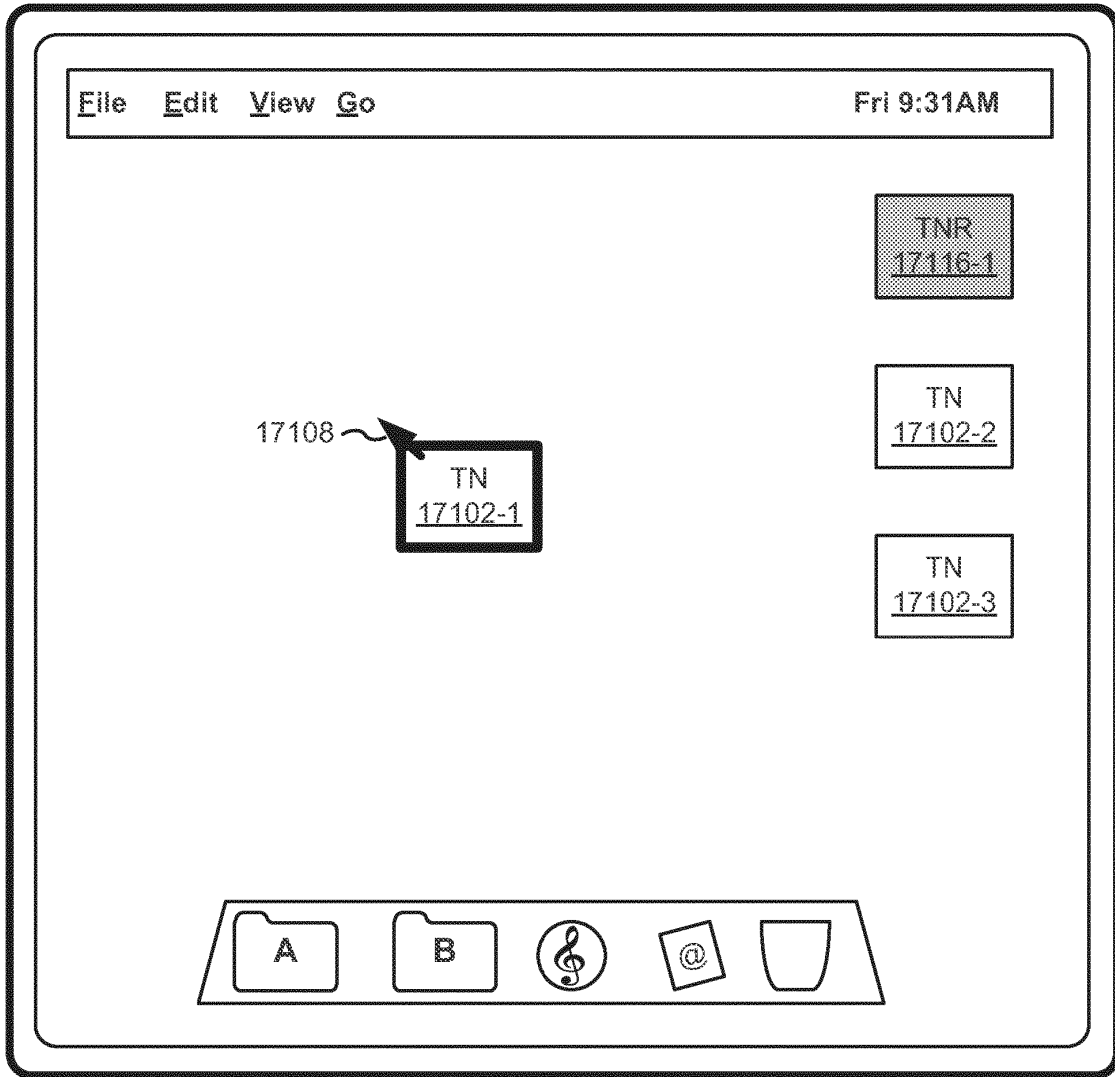 File Edit View Go Fri 9:31AM
TNR
17116-1
TN
17102-2
17108
TN
17102-1
TN
17102-3
A B @